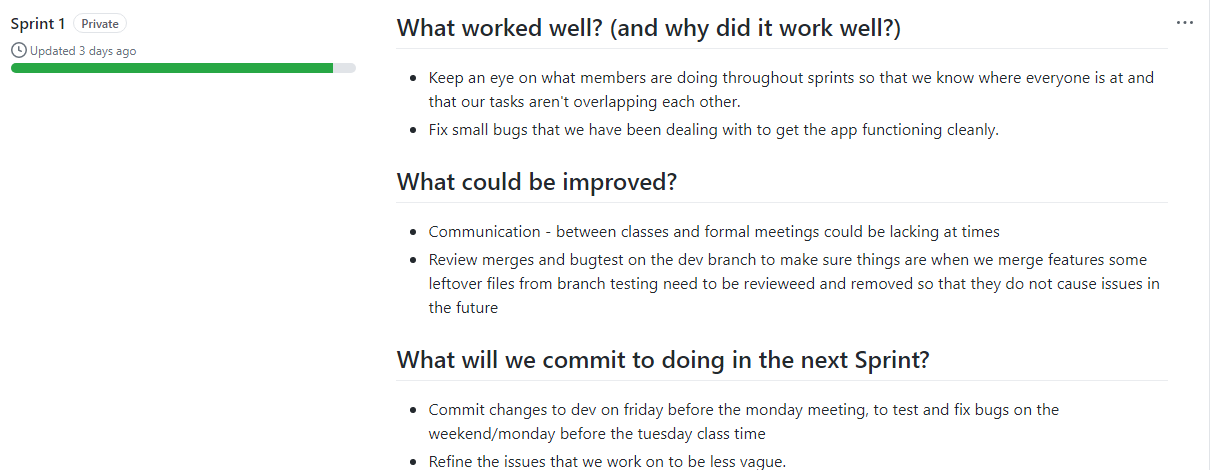 Sprint 1 Private
Updated 3 days ago
What worked well? (and why did it work well?)
Keep an eye on what members are doing throughout sprints so that we know where everyone is at and
that our tasks aren't overlapping each other.
Fix small bugs that we have been dealing with to get the app functioning cleanly.
What could be improved?
Communication - between classes and formal meetings could be lacking at times
Review merges and bugtest on the dev branch to make sure things are when we merge features some
leftover files from branch testing need to be revieweed and removed so that they do not cause issues in
the future
What will we commit to doing in the next Sprint?
Commit changes to dev on friday before the monday meeting, to test and fix bugs on the
weekend/monday before the tuesday class time
Refine the issues that we work on to be less vague.